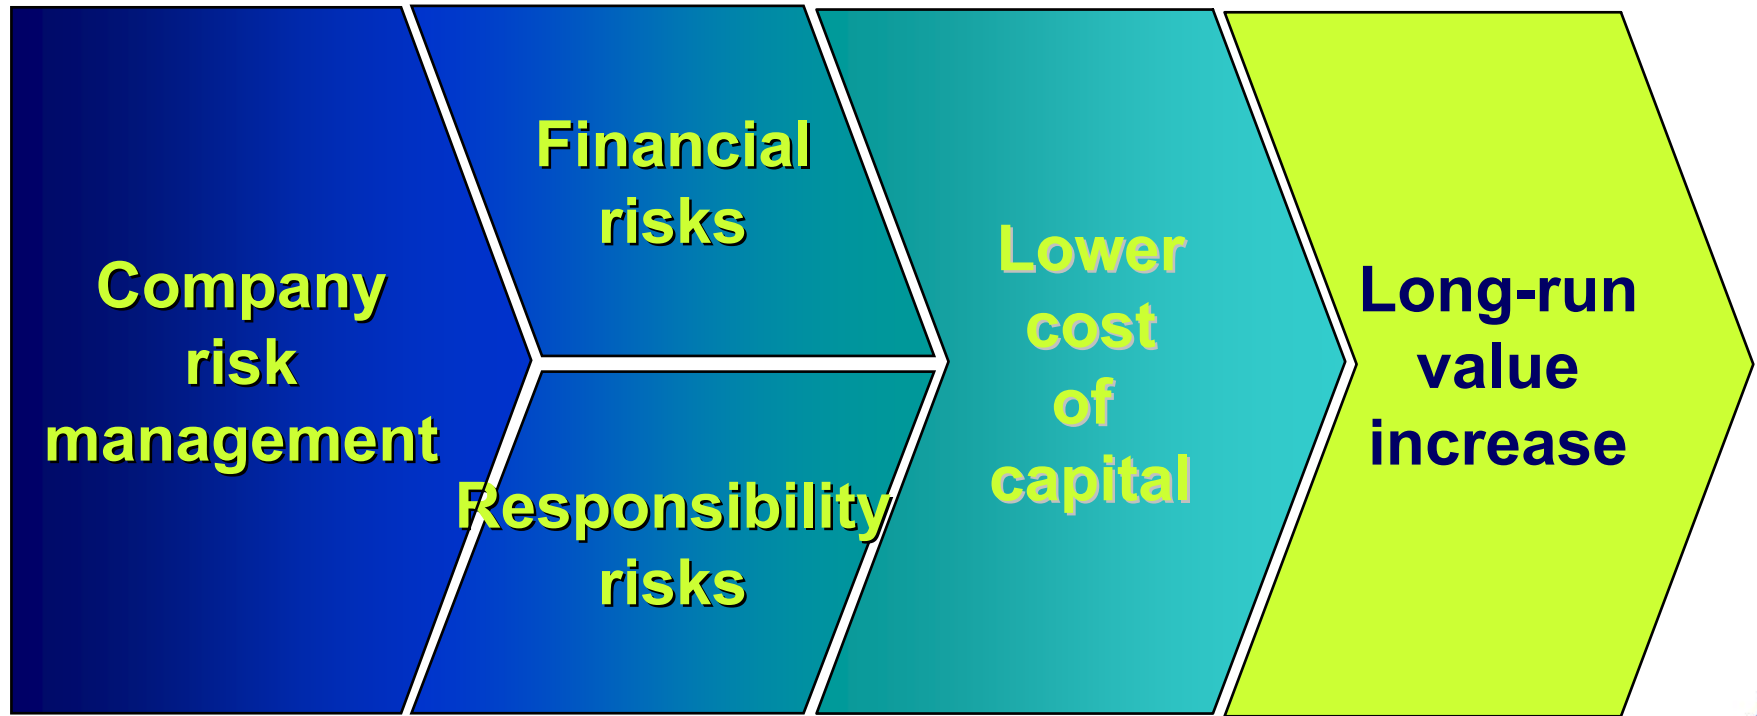 Company
risk
management
Financial
risks
Responsibility
risks
Lower
cost
of
capital
Long-run
value
increase